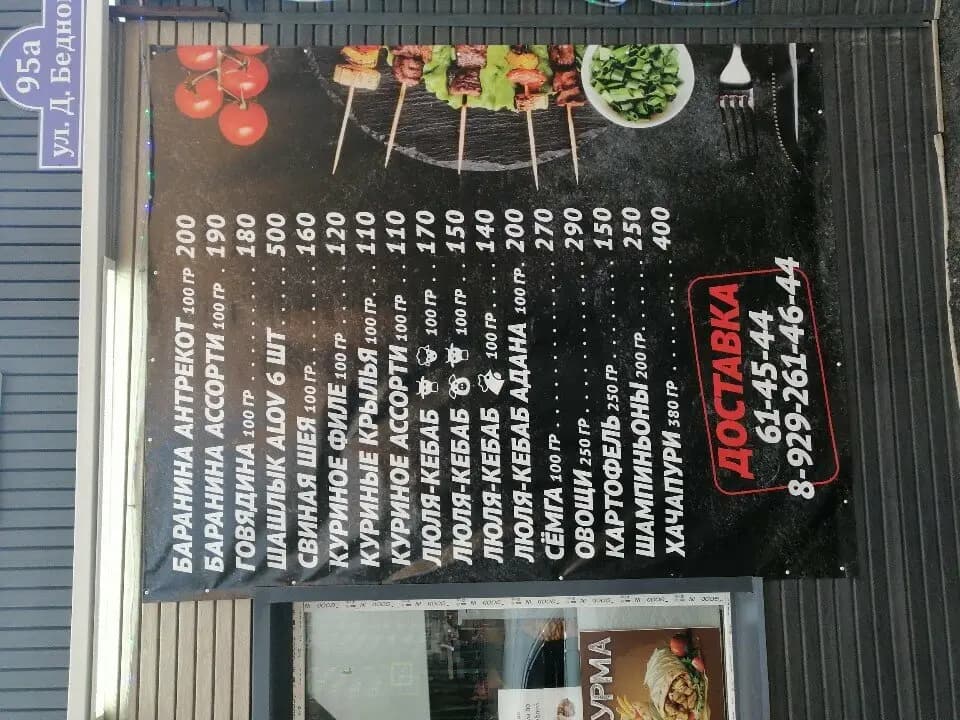 95а
ул. Д. Бедно
БАРАНИНА АНТРЕКОТ 100 ГР 200
БАРАНИНА АССОРТИ 100 ГР 190
ГОВЯДИНА 100 ГР 180
ШАШЛЫК ALOV 6 ШТ 500
СВИНАЯ ШЕЯ 100 ГР 160
КУРИНОЕ ФИЛЕ 100 ГР 120
КУРИНЫЕ КРЫЛЬЯ 100 ГР 110
КУРИНОЕ АССОРТИ 100 ГР 110
ЛЮЛЯ-КЕБАБ 100 ГР 170
ЛЮЛЯ-КЕБАБ 100 ГР 150
ЛЮЛЯ-КЕБАБ 100 ГР 140
ЛЮЛЯ-КЕБАБ АДАНА 100 ГР 200
СЁМГА 100 ГР 270
ОВОЩИ 250 ГР 290
КАРТОФЕЛЬ 250 ГР 150
ШАМПИНЬОНЫ 200 ГР 250
ХАЧАПУРИ 380 ГР 400
ДОСТАВКА
61-45-44
8-929-261-46-44
УРМА